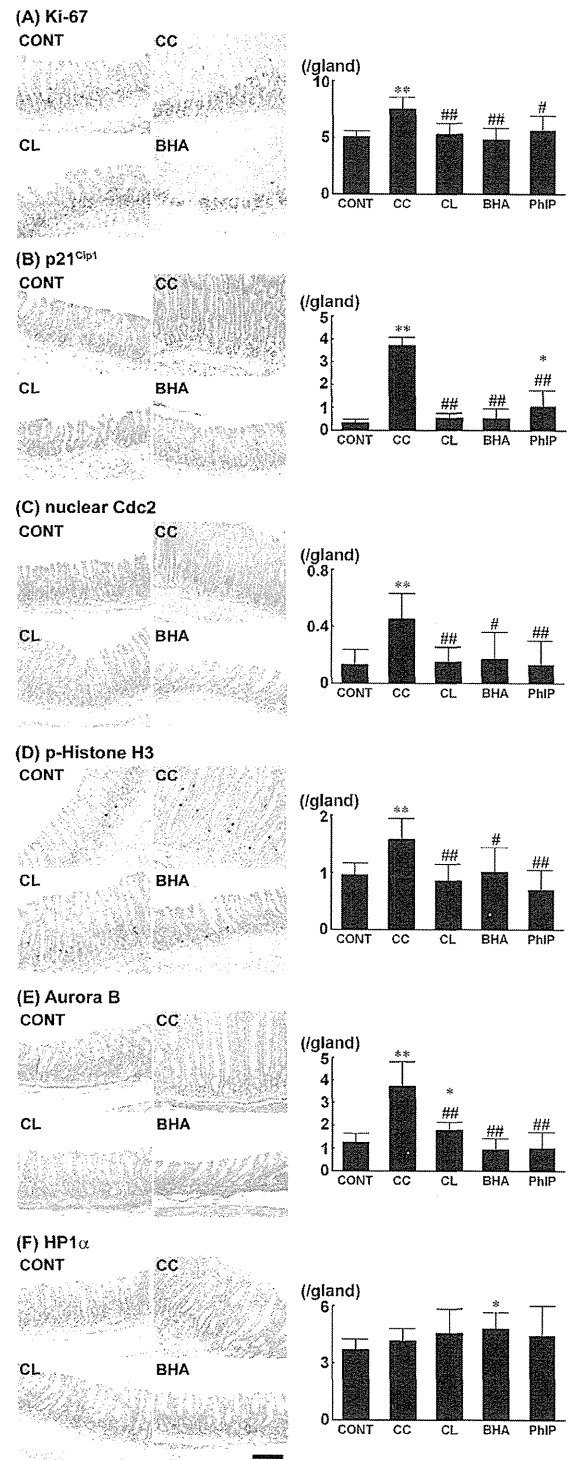 (A) Ki-67
CONT CC
CL BHA
(/gland)
10
5
0
** ## ## #
CONT CC CL BHA PhIP
(B) p21Cip1
CONT CC
CL BHA
(/gland)
5
4
3
2
1
0
** ## ## * ##
CONT CC CL BHA PhIP
(C) nuclear Cdc2
CONT CC
CL BHA
(/gland)
0.8
0.4
0
** ## # ##
CONT CC CL BHA PhIP
(D) p-Histone H3
CONT CC
CL BHA
(/gland)
2
1
0
** ## # ##
CONT CC CL BHA PhIP
(E) Aurora B
CONT CC
CL BHA
(/gland)
5
4
3
2
1
0
** * ## ## ##
CONT CC CL BHA PhIP
(F) HP1α
CONT CC
CL BHA
(/gland)
6
3
0
*
CONT CC CL BHA PhIP